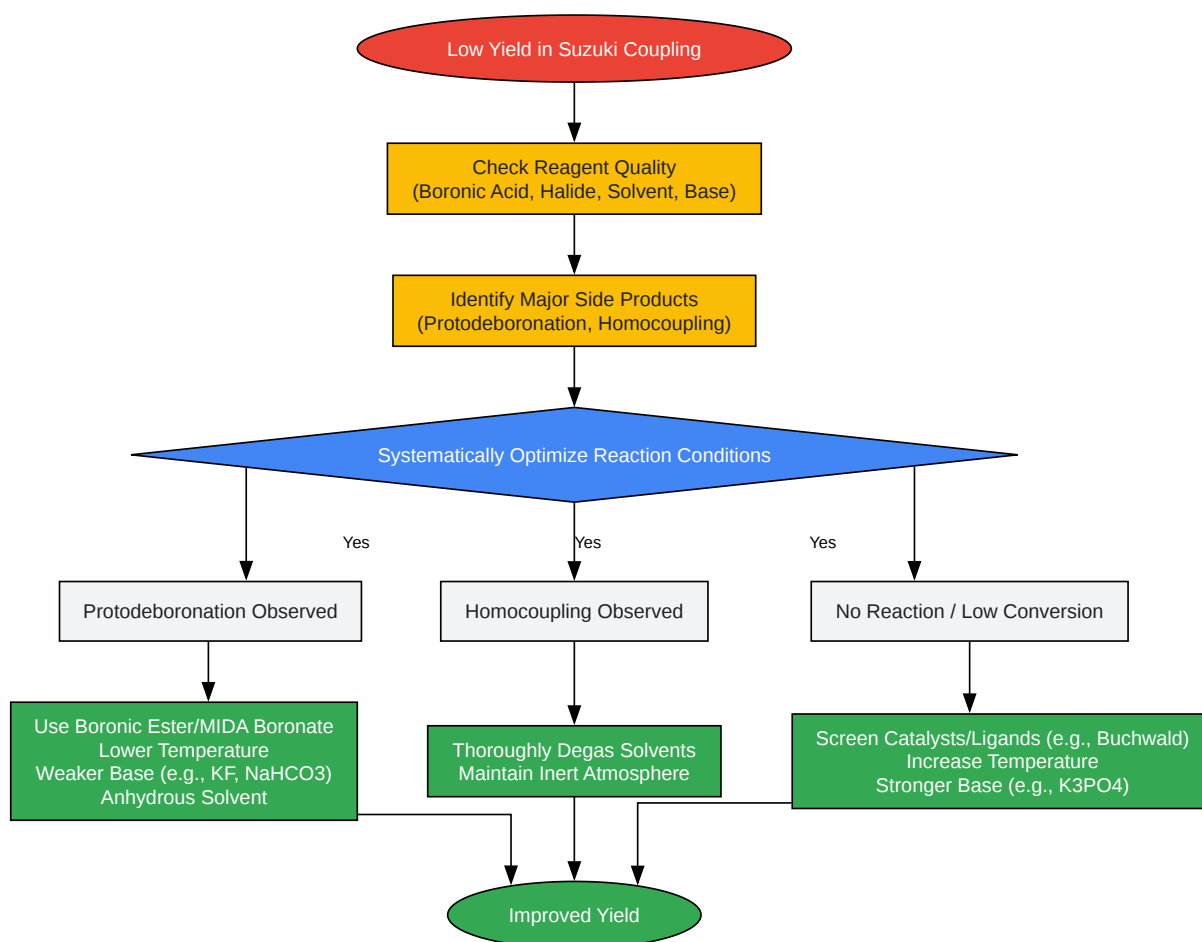 Low Yield in Suzuki Coupling
Check Reagent Quality
(Boronic Acid, Halide, Solvent, Base)
Identify Major Side Products
(Protodeboronation, Homocoupling)
Systematically Optimize Reaction Conditions
Yes
Yes
Yes
Protodeboronation Observed
Homocoupling Observed
No Reaction / Low Conversion
Use Boronic Ester/MIDA Boronate
Lower Temperature
Weaker Base (e.g., KF, NaHCO3)
Anhydrous Solvent
Thoroughly Degas Solvents
Maintain Inert Atmosphere
Screen Catalysts/Ligands (e.g., Buchwald)
Increase Temperature
Stronger Base (e.g., K3PO4)
Improved Yield